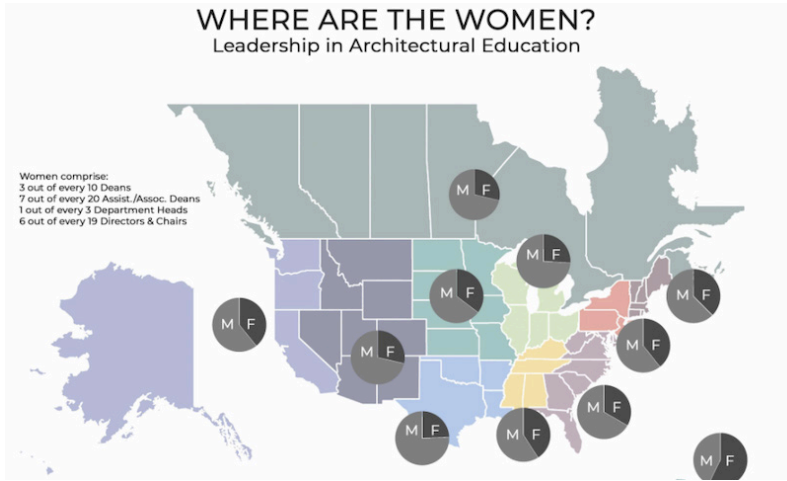 WHERE ARE THE WOMEN?
Leadership in Architectural Education
Women comprise:
3 out of every 10 Deans
7 out of every 20 Assist./Assoc. Deans
1 out of every 3 Department Heads
6 out of every 19 Directors & Chairs
M F
M F
M F
M F
M F
M F
M F
M F
M F
M F
M F